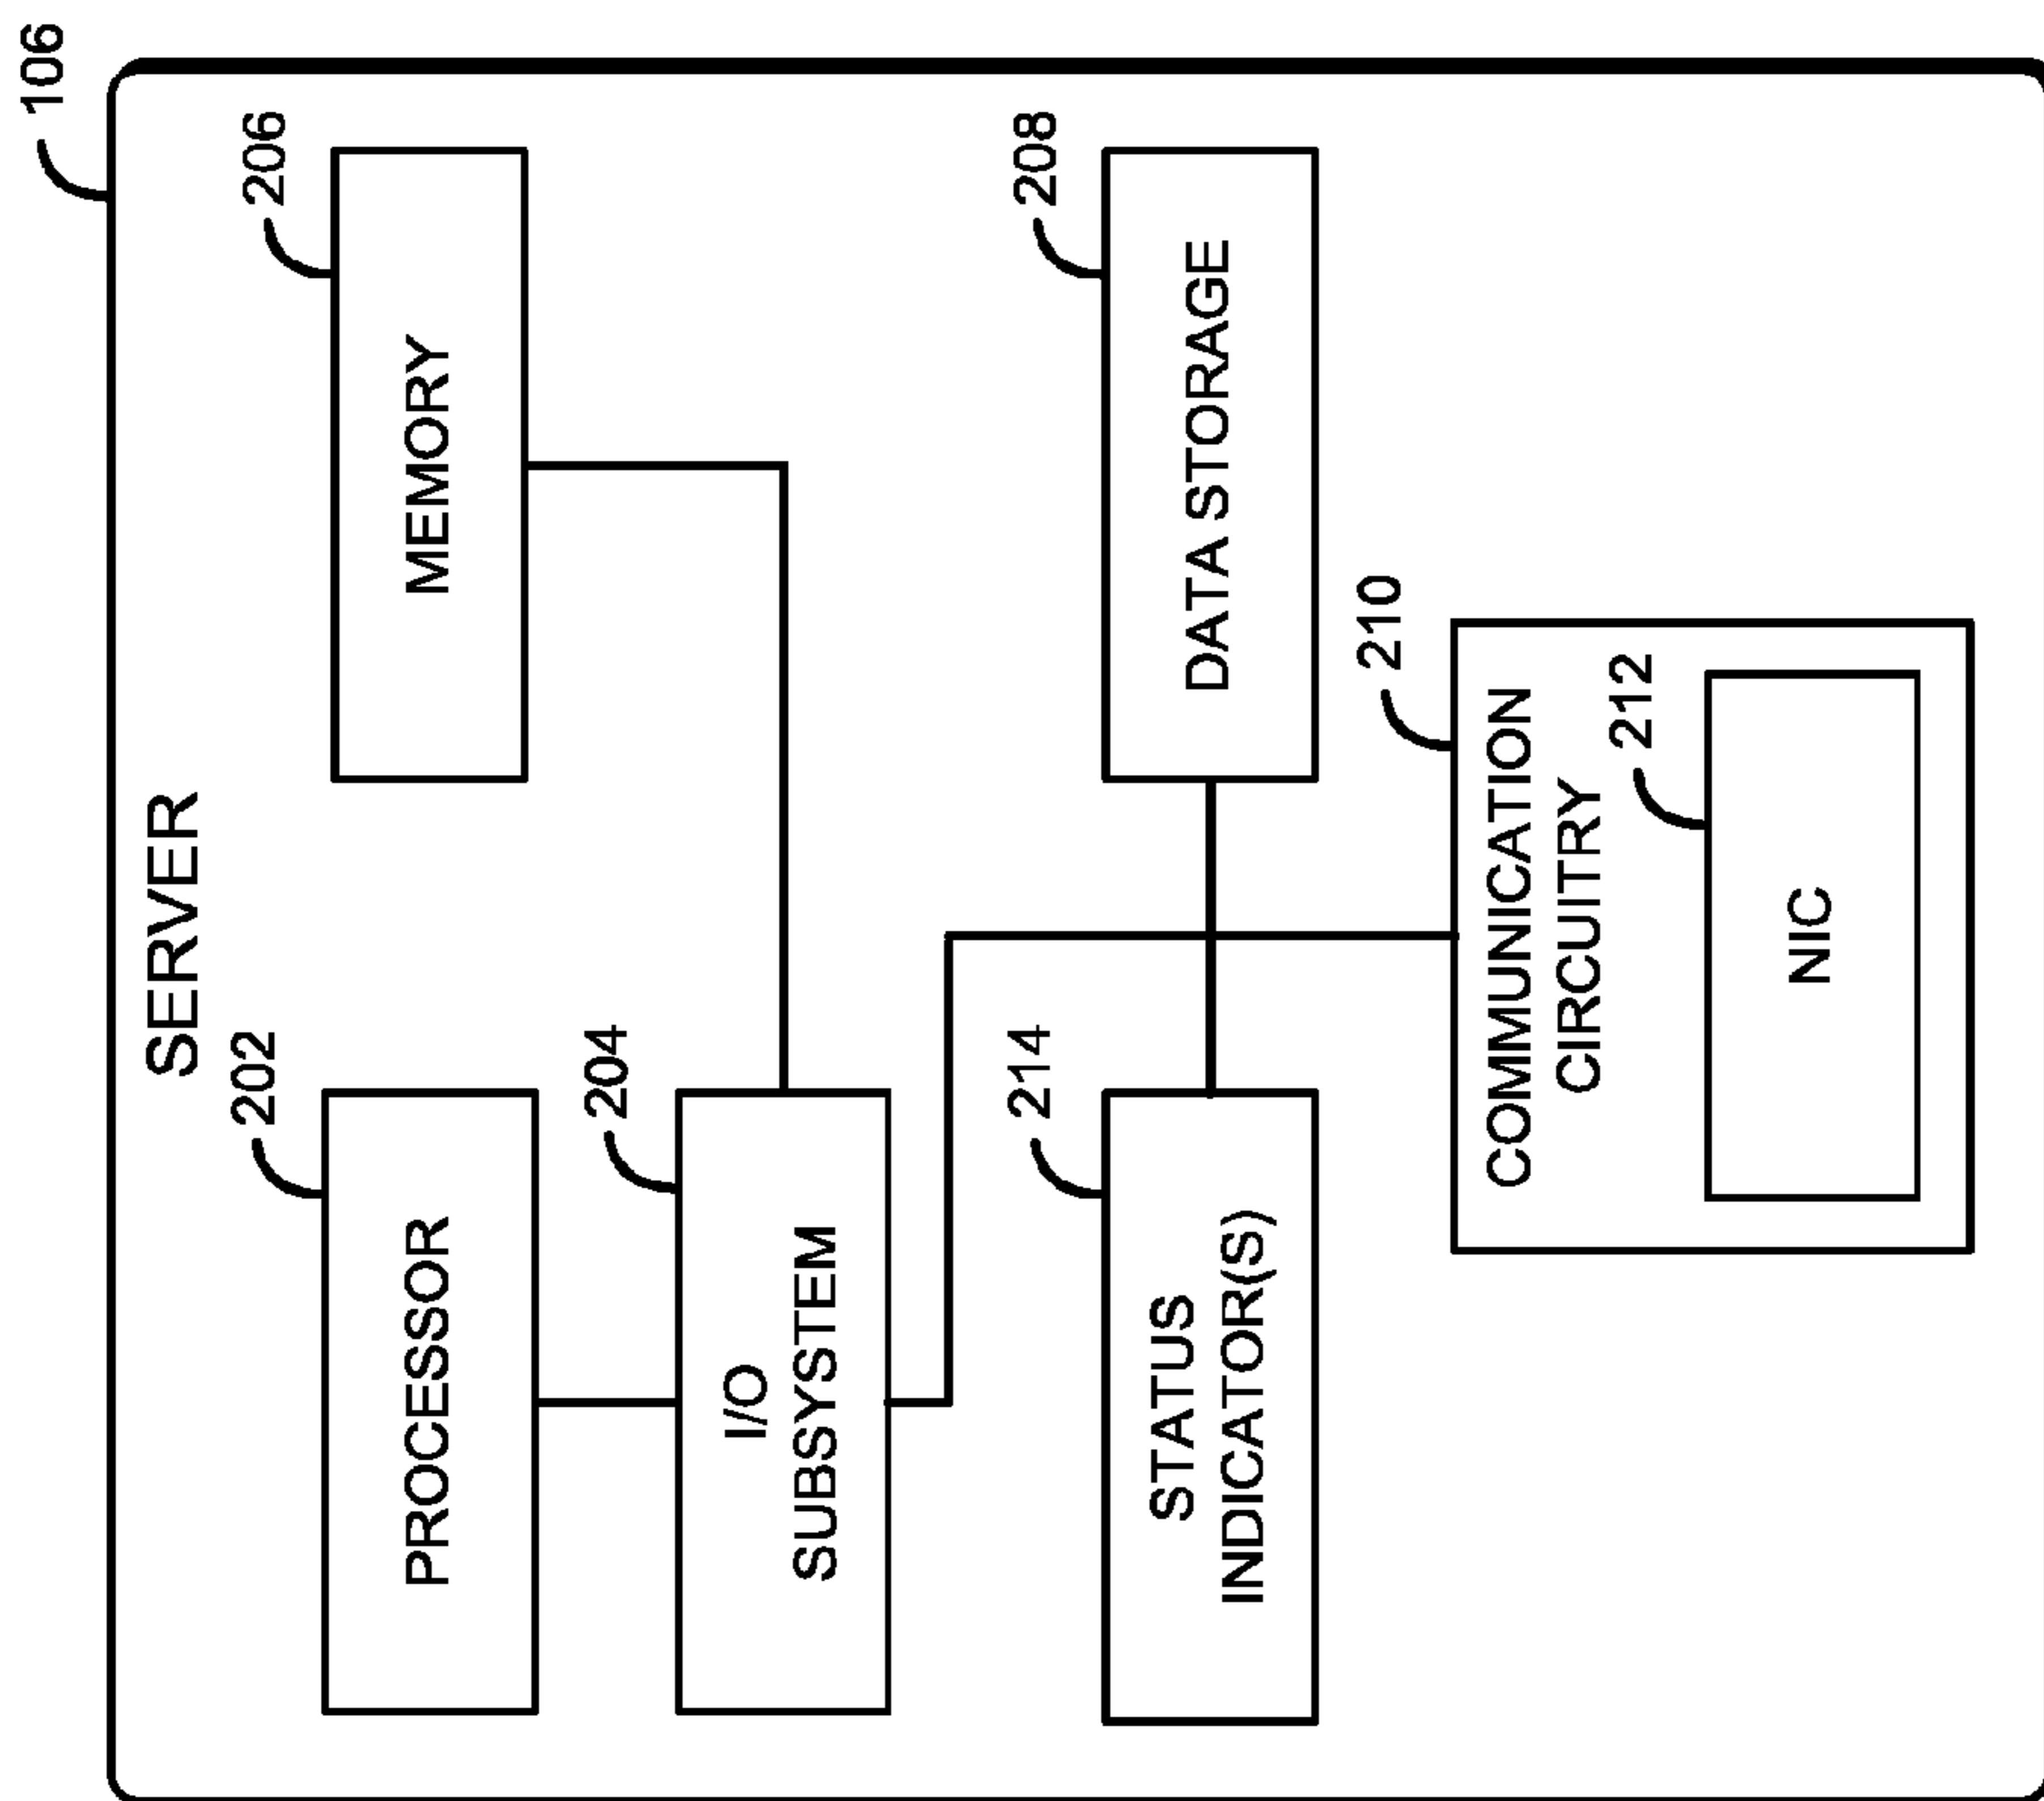 106
SERVER
202
PROCESSOR
206
MEMORY
204
I/O
SUBSYSTEM
214
STATUS
INDICATOR(S)
208
DATA STORAGE
210
COMMUNICATION
CIRCUITRY
212
NIC